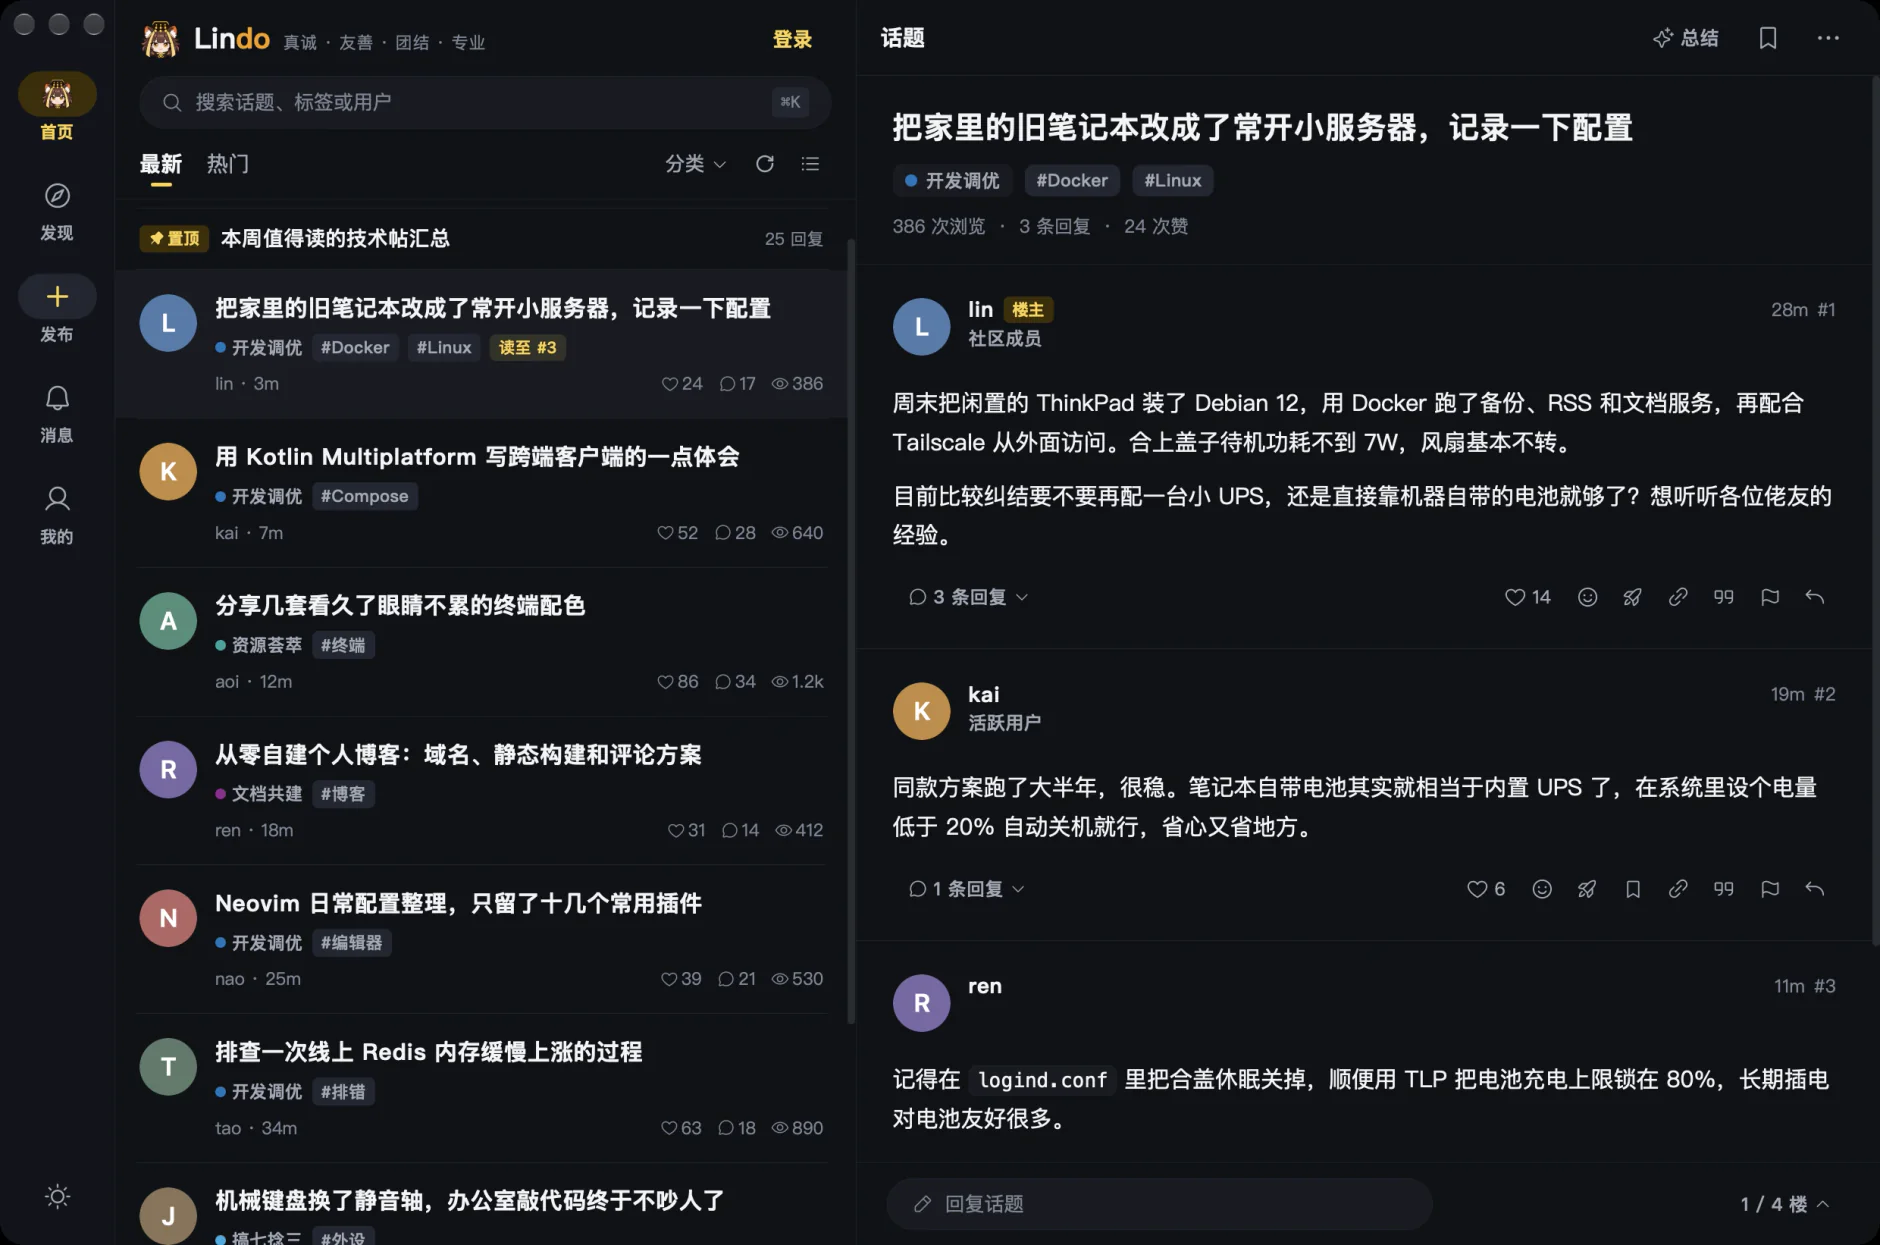 Lindo 真诚 · 友善 · 团结 · 专业
登录
搜索话题、标签或用户
⌘K
首页
发现
发布
消息
我的
最新 热门
分类
置顶 本周值得读的技术帖汇总 25 回复
L
把家里的旧笔记本改成了常开小服务器，记录一下配置
开发调优 #Docker #Linux 读至 #3
lin · 3m 24 17 386
K
用 Kotlin Multiplatform 写跨端客户端的一点体会
开发调优 #Compose
kai · 7m 52 28 640
A
分享几套看久了眼睛不累的终端配色
资源荟萃 #终端
aoi · 12m 86 34 1.2k
R
从零自建个人博客：域名、静态构建和评论方案
文档共建 #博客
ren · 18m 31 14 412
N
Neovim 日常配置整理，只留了十几个常用插件
开发调优 #编辑器
nao · 25m 39 21 530
T
排查一次线上 Redis 内存缓慢上涨的过程
开发调优 #排错
tao · 34m 63 18 890
J
机械键盘换了静音轴，办公室敲代码终于不吵人了
搞七捻三 #外设
话题
总结
把家里的旧笔记本改成了常开小服务器，记录一下配置
开发调优 #Docker #Linux
386 次浏览 · 3 条回复 · 24 次赞
L
lin 楼主
社区成员
28m #1
周末把闲置的 ThinkPad 装了 Debian 12，用 Docker 跑了备份、RSS 和文档服务，再配合
Tailscale 从外面访问。合上盖子待机功耗不到 7W，风扇基本不转。
目前比较纠结要不要再配一台小 UPS，还是直接靠机器自带的电池就够了？想听听各位佬友的
经验。
3 条回复
14
K
kai
活跃用户
19m #2
同款方案跑了大半年，很稳。笔记本自带电池其实就相当于内置 UPS 了，在系统里设个电量
低于 20% 自动关机就行，省心又省地方。
1 条回复
6
R
ren
11m #3
记得在 logind.conf 里把合盖休眠关掉，顺便用 TLP 把电池充电上限锁在 80%，长期插电
对电池友好很多。
回复话题
1 / 4 楼